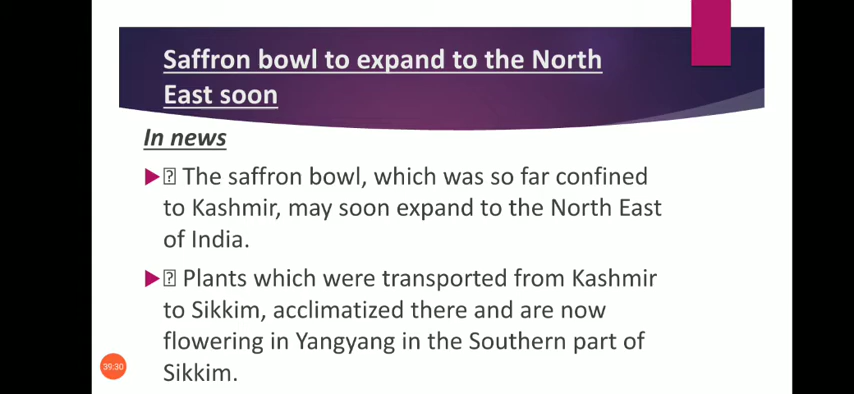 Saffron bowl to expand to the North
East soon
In news
▶⍰ The saffron bowl, which was so far confined
to Kashmir, may soon expand to the North East
of India.
▶⍰ Plants which were transported from Kashmir
to Sikkim, acclimatized there and are now
flowering in Yangyang in the Southern part of
Sikkim.
39:30